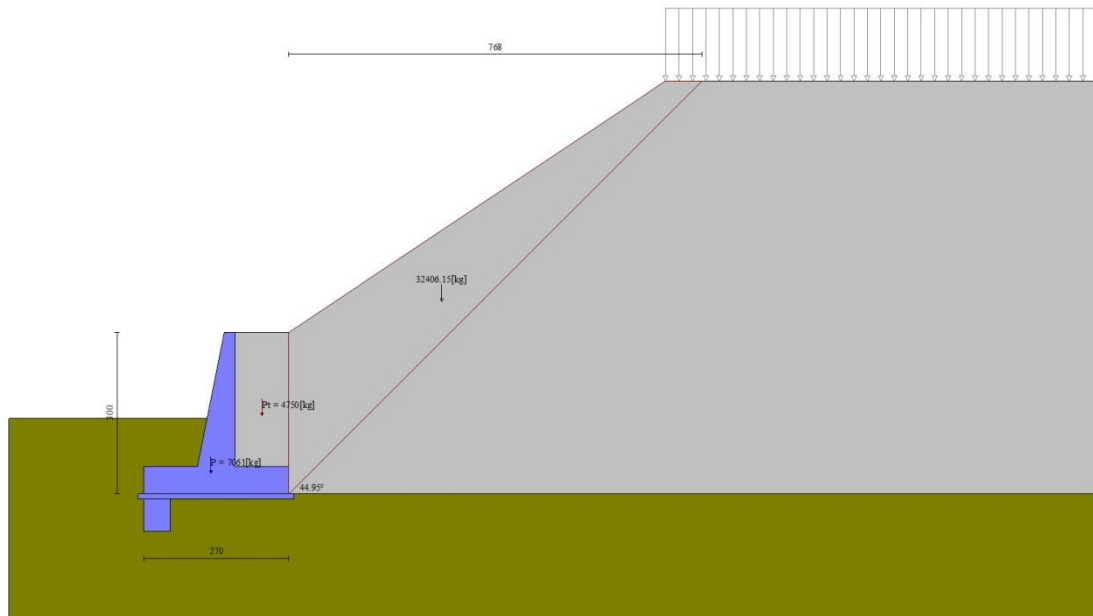 768
32406.15[kg]
300
Pt = 4750[kg]
P = 7061[kg]
44.95°
270